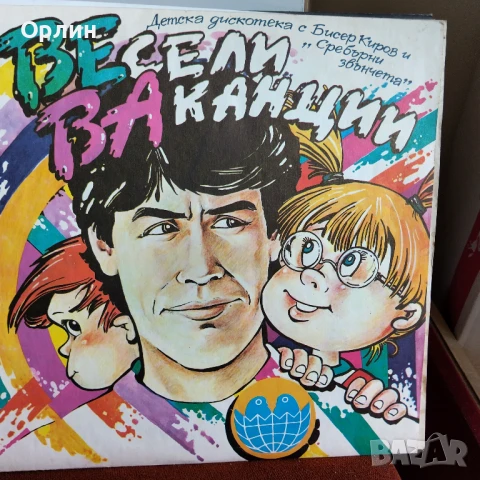 Орлин.
Детска дискотека с Бисер Киров и
„Сребърни
звънчета"
ВЕСЕЛИ
ВАКАНЦИИ
BAZAR